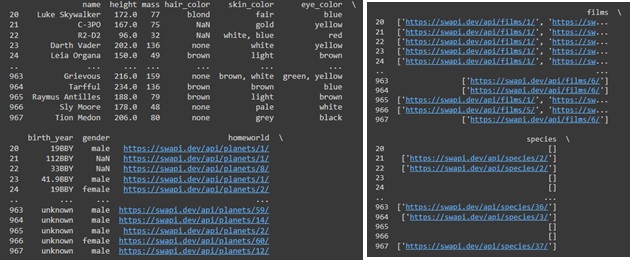 name height mass hair_color skin_color eye_color \
20 Luke Skywalker 172.0 77 blond fair blue
21 C-3PO 167.0 75 NaN gold yellow
22 R2-D2 96.0 32 NaN white, blue red
23 Darth Vader 202.0 136 none white yellow
24 Leia Organa 150.0 49 brown light brown
.. ... ... ... ... ... ...
963 Grievous 216.0 159 none brown, white green, yellow
964 Tarfful 234.0 136 brown brown blue
965 Raymus Antilles 188.0 79 brown light brown
966 Sly Moore 178.0 48 none pale white
967 Tion Medon 206.0 80 none grey black
birth_year gender homeworld \
20 19BBY male https://swapi.dev/api/planets/1/
21 112BBY NaN https://swapi.dev/api/planets/1/
22 33BBY NaN https://swapi.dev/api/planets/8/
23 41.9BBY male https://swapi.dev/api/planets/1/
24 19BBY female https://swapi.dev/api/planets/2/
.. ... ... ...
963 unknown male https://swapi.dev/api/planets/59/
964 unknown male https://swapi.dev/api/planets/14/
965 unknown male https://swapi.dev/api/planets/2/
966 unknown female https://swapi.dev/api/planets/60/
967 unknown male https://swapi.dev/api/planets/12/
films \
20 ['https://swapi.dev/api/films/1/', 'https://sw...
21 ['https://swapi.dev/api/films/1/', 'https://sw...
22 ['https://swapi.dev/api/films/1/', 'https://sw...
23 ['https://swapi.dev/api/films/1/', 'https://sw...
24 ['https://swapi.dev/api/films/1/', 'https://sw...
.. ...
963 ['https://swapi.dev/api/films/6/']
964 ['https://swapi.dev/api/films/6/']
965 ['https://swapi.dev/api/films/1/', 'https://sw...
966 ['https://swapi.dev/api/films/5/', 'https://sw...
967 ['https://swapi.dev/api/films/6/']
species \
20 []
21 ['https://swapi.dev/api/species/2/']
22 ['https://swapi.dev/api/species/2/']
23 []
24 []
.. ...
963 ['https://swapi.dev/api/species/36/']
964 ['https://swapi.dev/api/species/3/']
965 []
966 []
967 ['https://swapi.dev/api/species/37/']